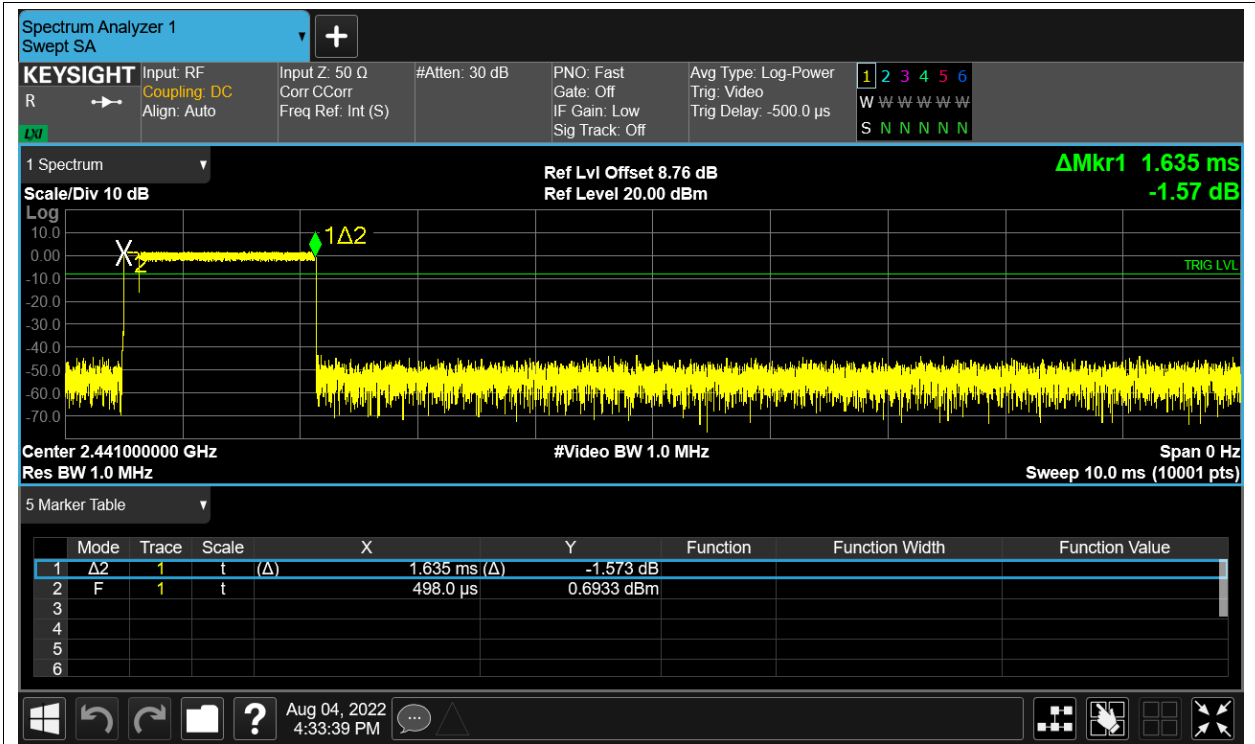 Spectrum Analyzer 1
Swept SA
+
KEYSIGHT Input: RF Input Z: 50 Ω #Atten: 30 dB PNO: Fast Avg Type: Log-Power 1 2 3 4 5 6
R Coupling: DC Corr CCorr Gate: Off Trig: Video W W W W W W
Align: Auto Freq Ref: Int (S) IF Gain: Low Trig Delay: -500.0 µs
LXI Sig Track: Off S N N N N N
1 Spectrum Ref Lvl Offset 8.76 dB ΔMkr1 1.635 ms
Scale/Div 10 dB Ref Level 20.00 dBm -1.57 dB
Log
10.0
1Δ2
0.00
X
2
TRIG LVL
-10.0
-20.0
-30.0
-40.0
-50.0
-60.0
-70.0
Center 2.441000000 GHz #Video BW 1.0 MHz Span 0 Hz
Res BW 1.0 MHz Sweep 10.0 ms (10001 pts)
5 Marker Table
Mode Trace Scale X Y Function Function Width Function Value
1 Δ2 1 t (Δ) 1.635 ms (Δ) -1.573 dB
2 F 1 t 498.0 µs 0.6933 dBm
3
4
5
6
? Aug 04, 2022
4:33:39 PM